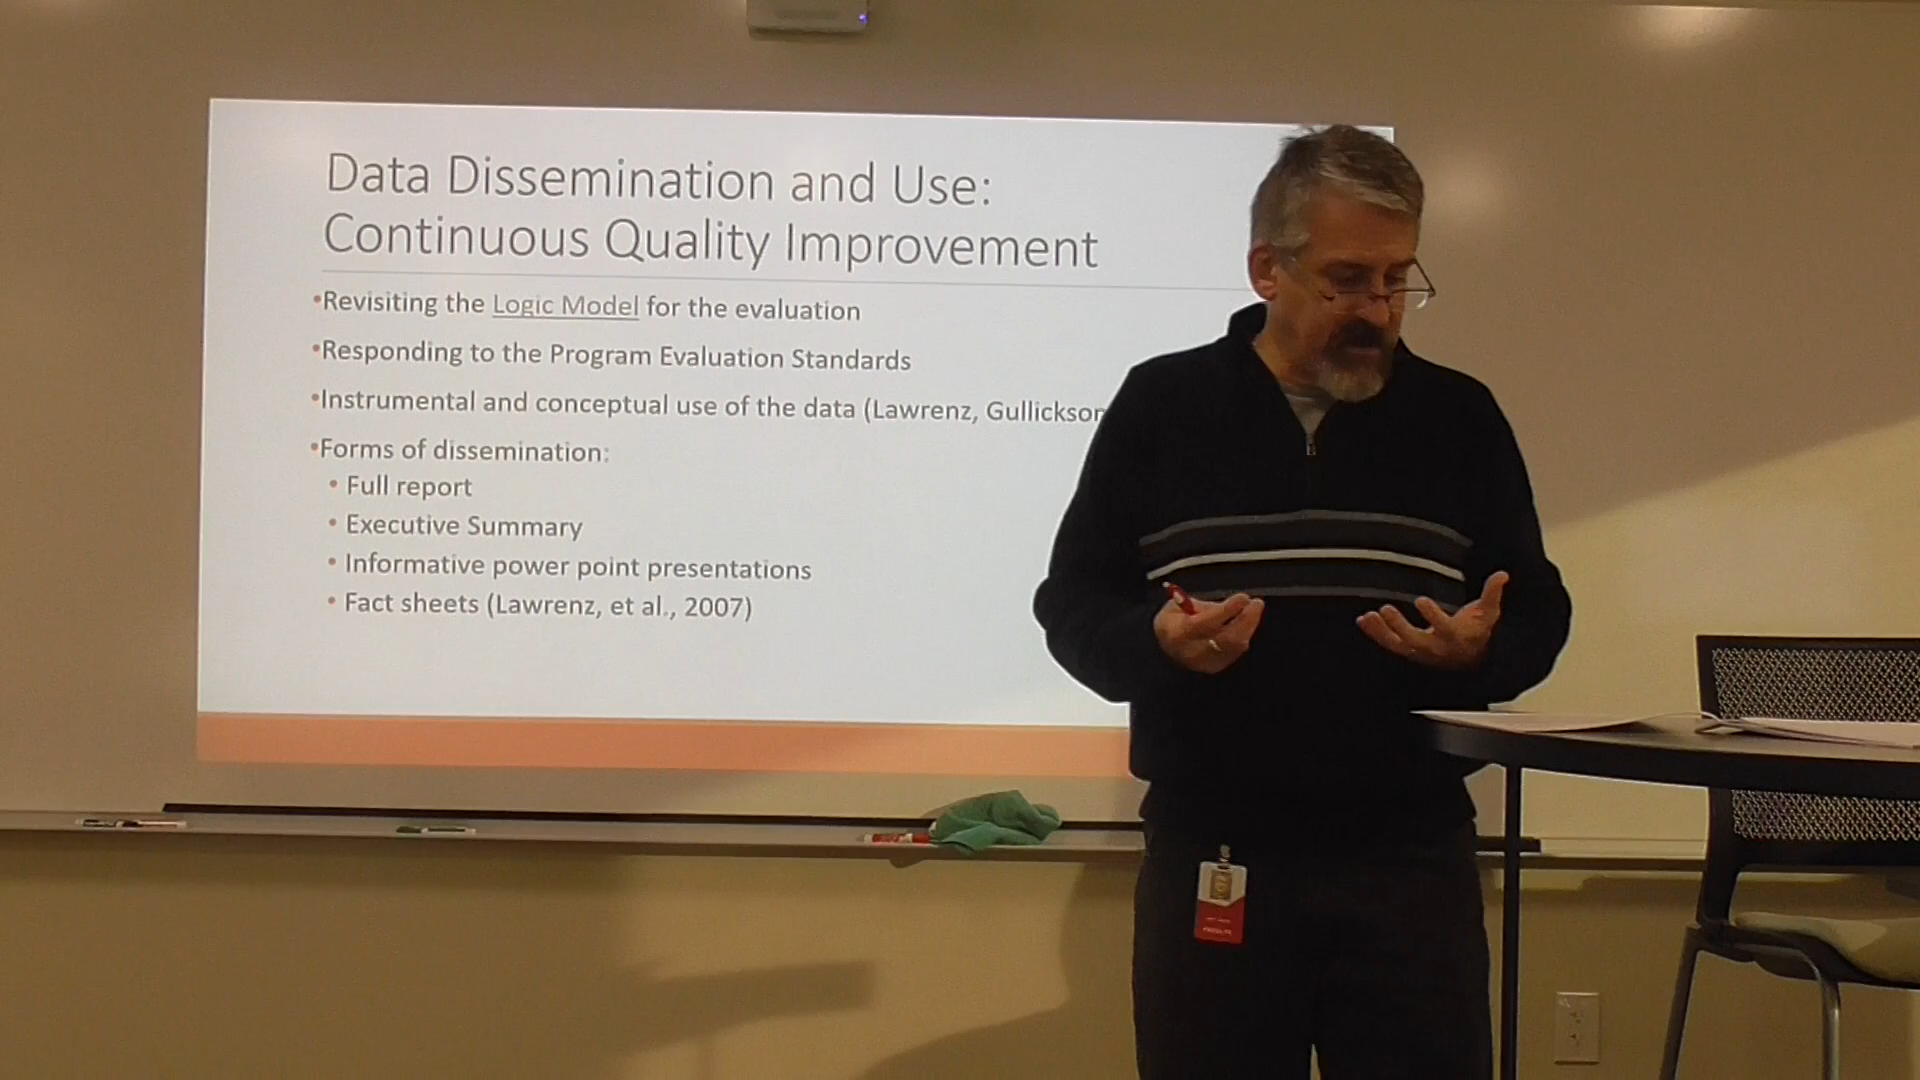 Data Dissemination and Use:
Continuous Quality Improvement
•Revisiting the Logic Model for the evaluation
•Responding to the Program Evaluation Standards
•Instrumental and conceptual use of the data (Lawrenz, Gullickson
•Forms of dissemination:
• Full report
• Executive Summary
• Informative power point presentations
• Fact sheets (Lawrenz, et al., 2007)